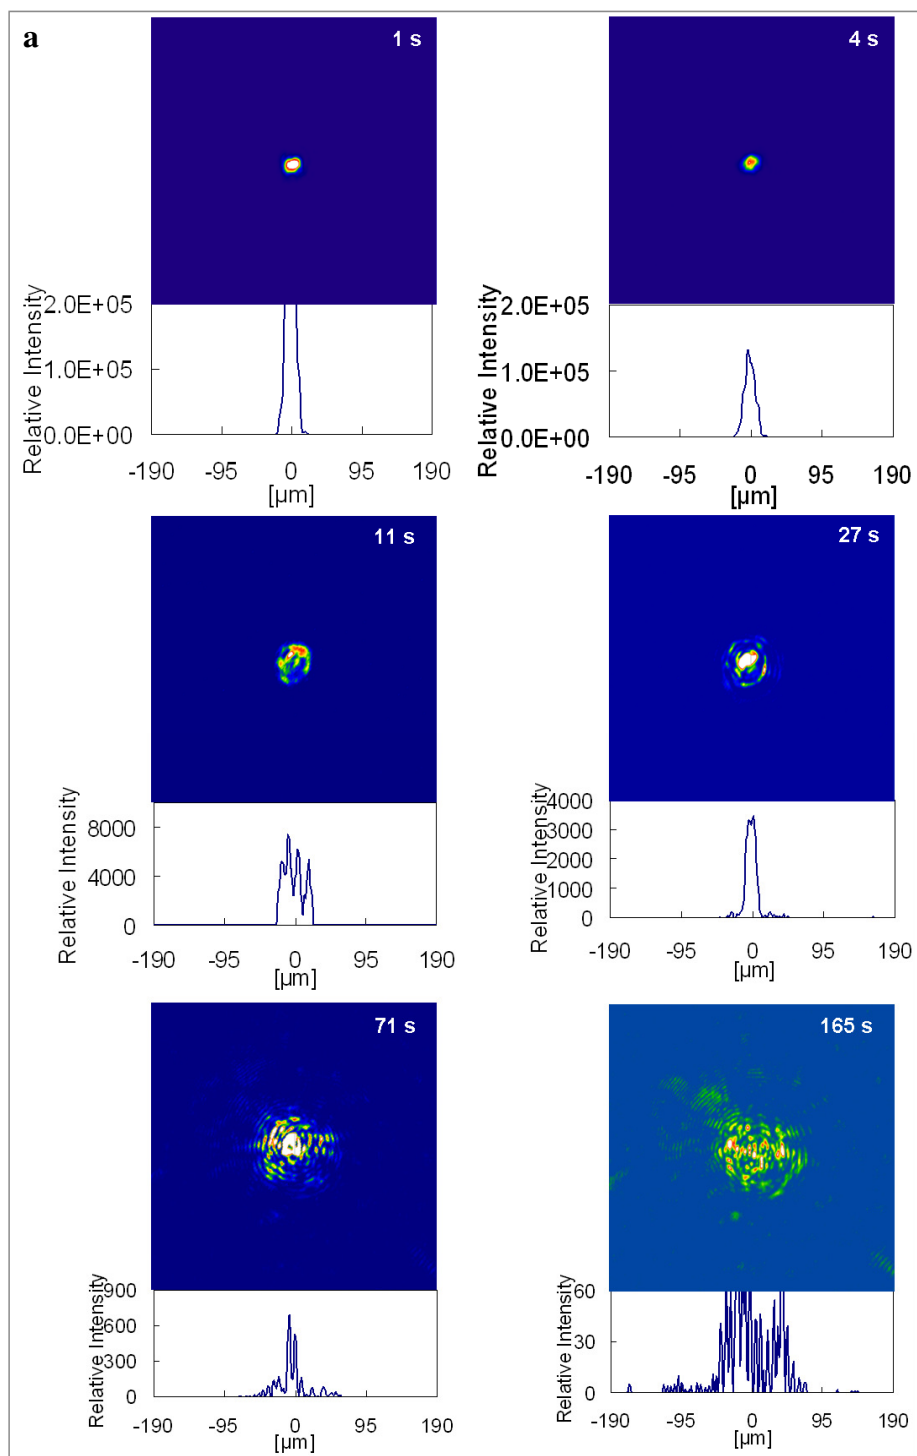 a
1 s
4 s
Relative Intensity
2.0E+05
1.0E+05
0.0E+00
-190 -95 0 95 190
[µm]
Relative Intensity
2.0E+05
1.0E+05
0.0E+00
-190 -95 0 95 190
[µm]
11 s
27 s
Relative Intensity
8000
4000
0
-190 -95 0 95 190
[µm]
Relative Intensity
4000
3000
2000
1000
0
-190 -95 0 95 190
[µm]
71 s
165 s
Relative Intensity
900
600
300
0
-190 -95 0 95 190
[µm]
Relative Intensity
60
30
0
-190 -95 0 95 190
[µm]